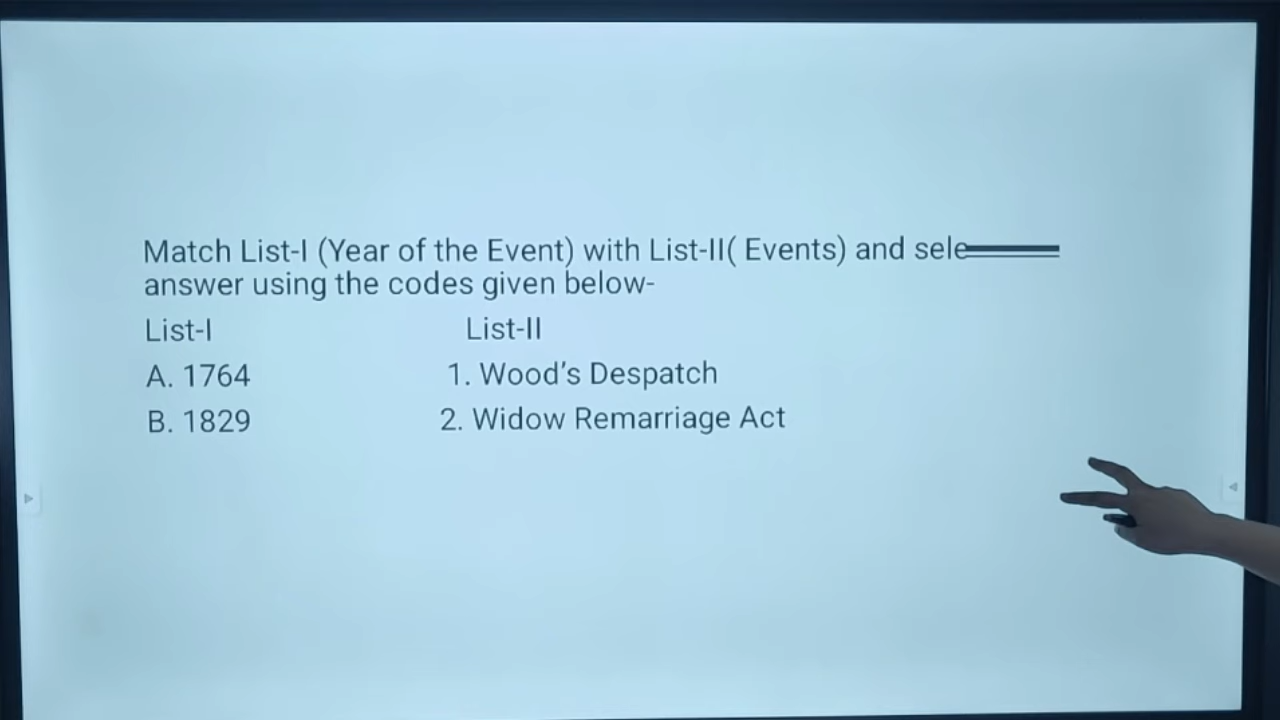 Match List-I (Year of the Event) with List-II( Events) and sele
answer using the codes given below-
List-I List-II
A. 1764 1. Wood's Despatch
B. 1829 2. Widow Remarriage Act